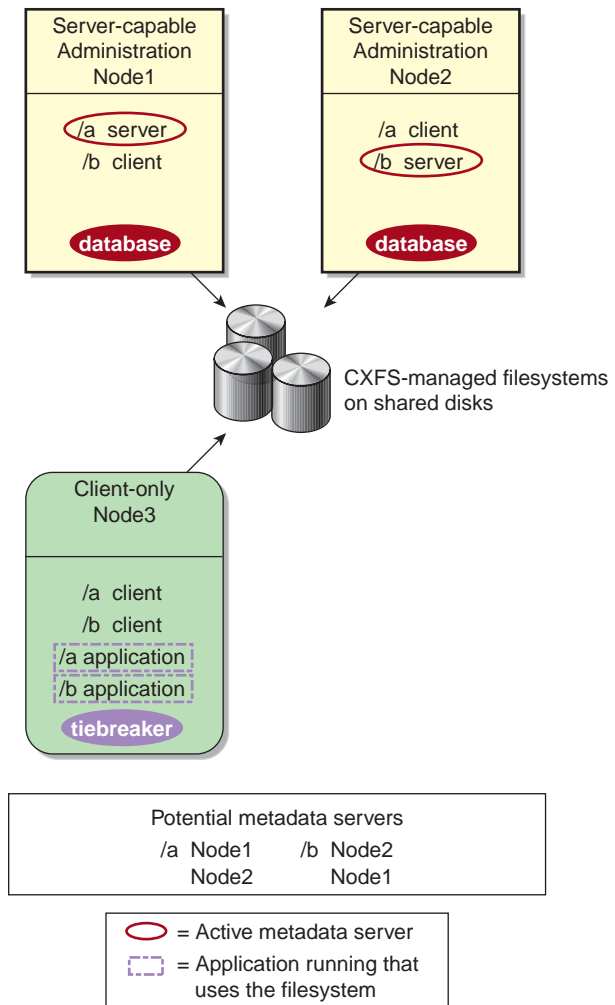 Server-capable
Administration
Node1
/a server
/b client
database
Server-capable
Administration
Node2
/a client
/b server
database
CXFS-managed filesystems
on shared disks
Client-only
Node3
/a client
/b client
/a application
/b application
tiebreaker
Potential metadata servers
/a Node1 /b Node2
Node2 Node1
= Active metadata server
= Application running that
uses the filesystem